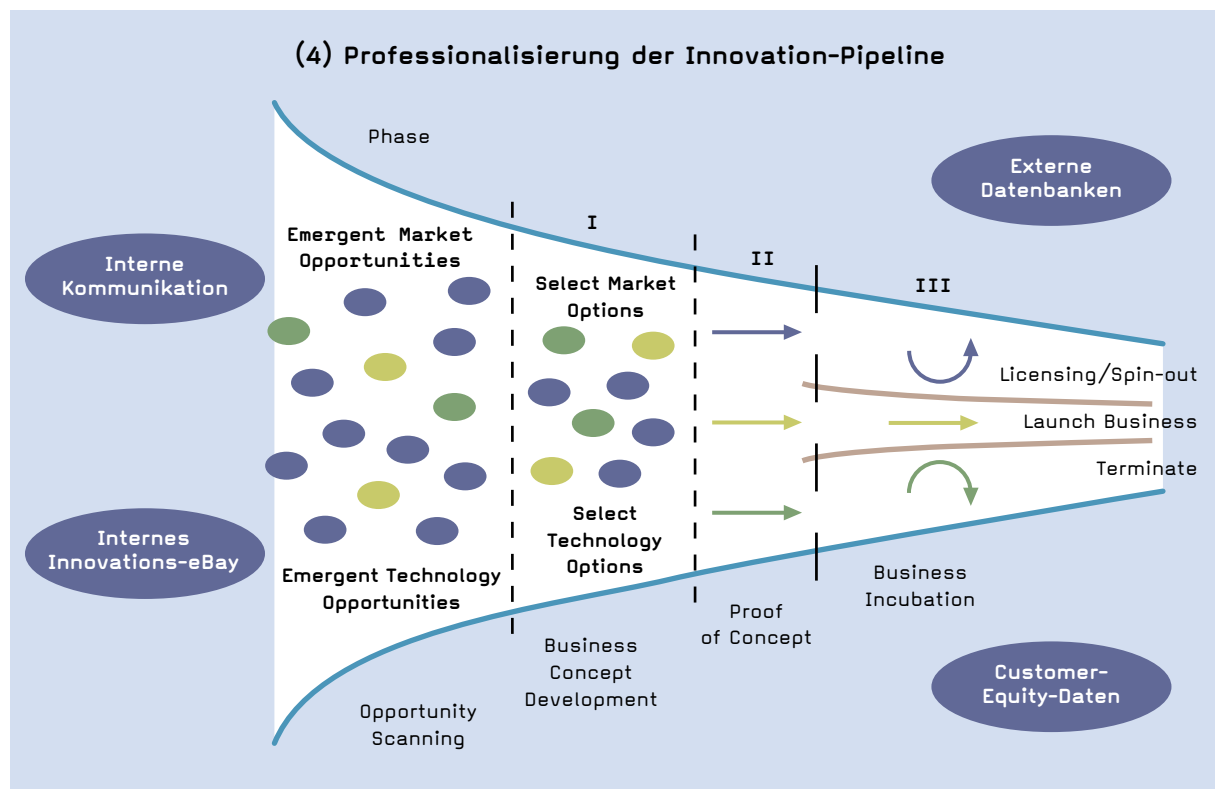 (4) Professionalisierung der Innovation-Pipeline
Phase
Externe
Datenbanken
I
Emergent Market
Opportunities
II
Interne
Kommunikation
Select Market
Options
III
Licensing/Spin-out
Launch Business
Terminate
Select
Technology
Options
Internes
Innovations-eBay
Emergent Technology
Opportunities
Business
Incubation
Proof
of Concept
Business
Concept
Development
Customer-
Equity-Daten
Opportunity
Scanning